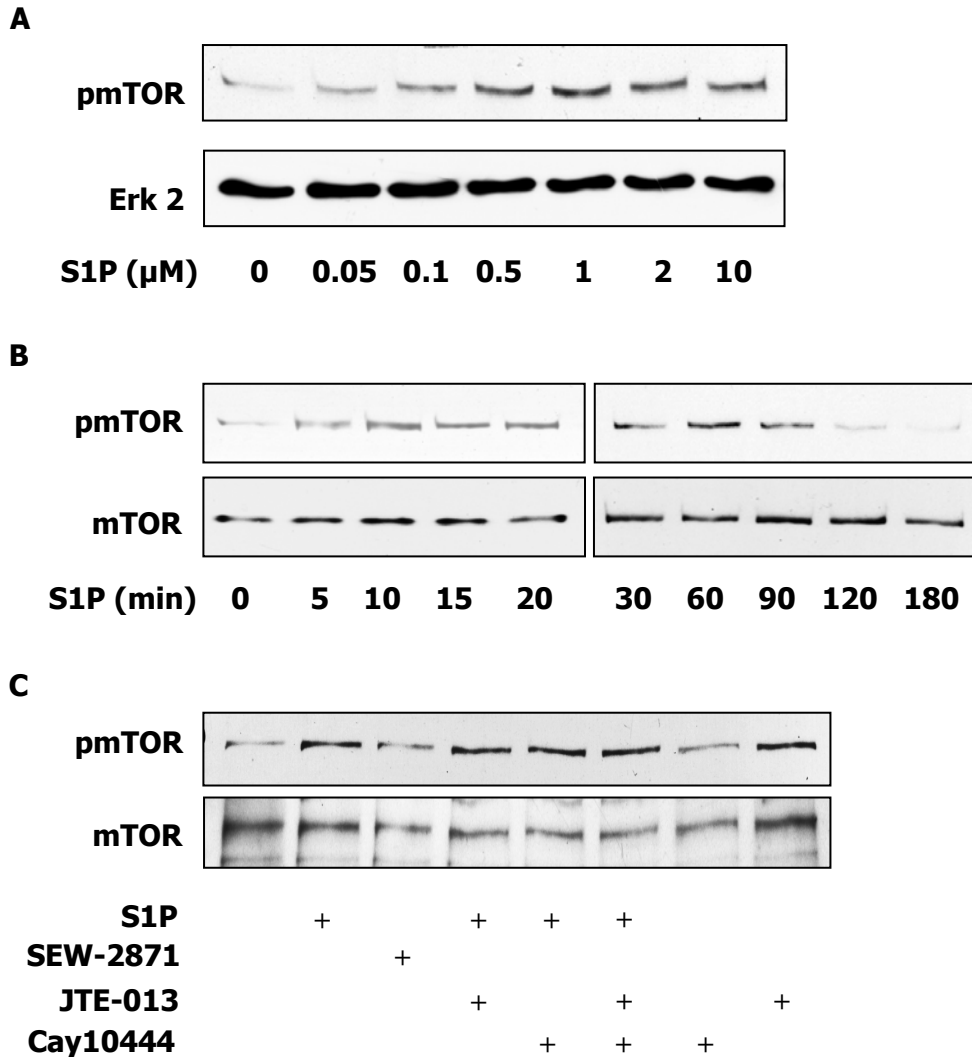 A
pmTOR
Erk 2
S1P (µM) 0 0.05 0.1 0.5 1 2 10
B
pmTOR
mTOR
S1P (min) 0 5 10 15 20 30 60 90 120 180
C
pmTOR
mTOR
S1P + + + +
SEW-2871 +
JTE-013 + + +
Cay10444 + + +